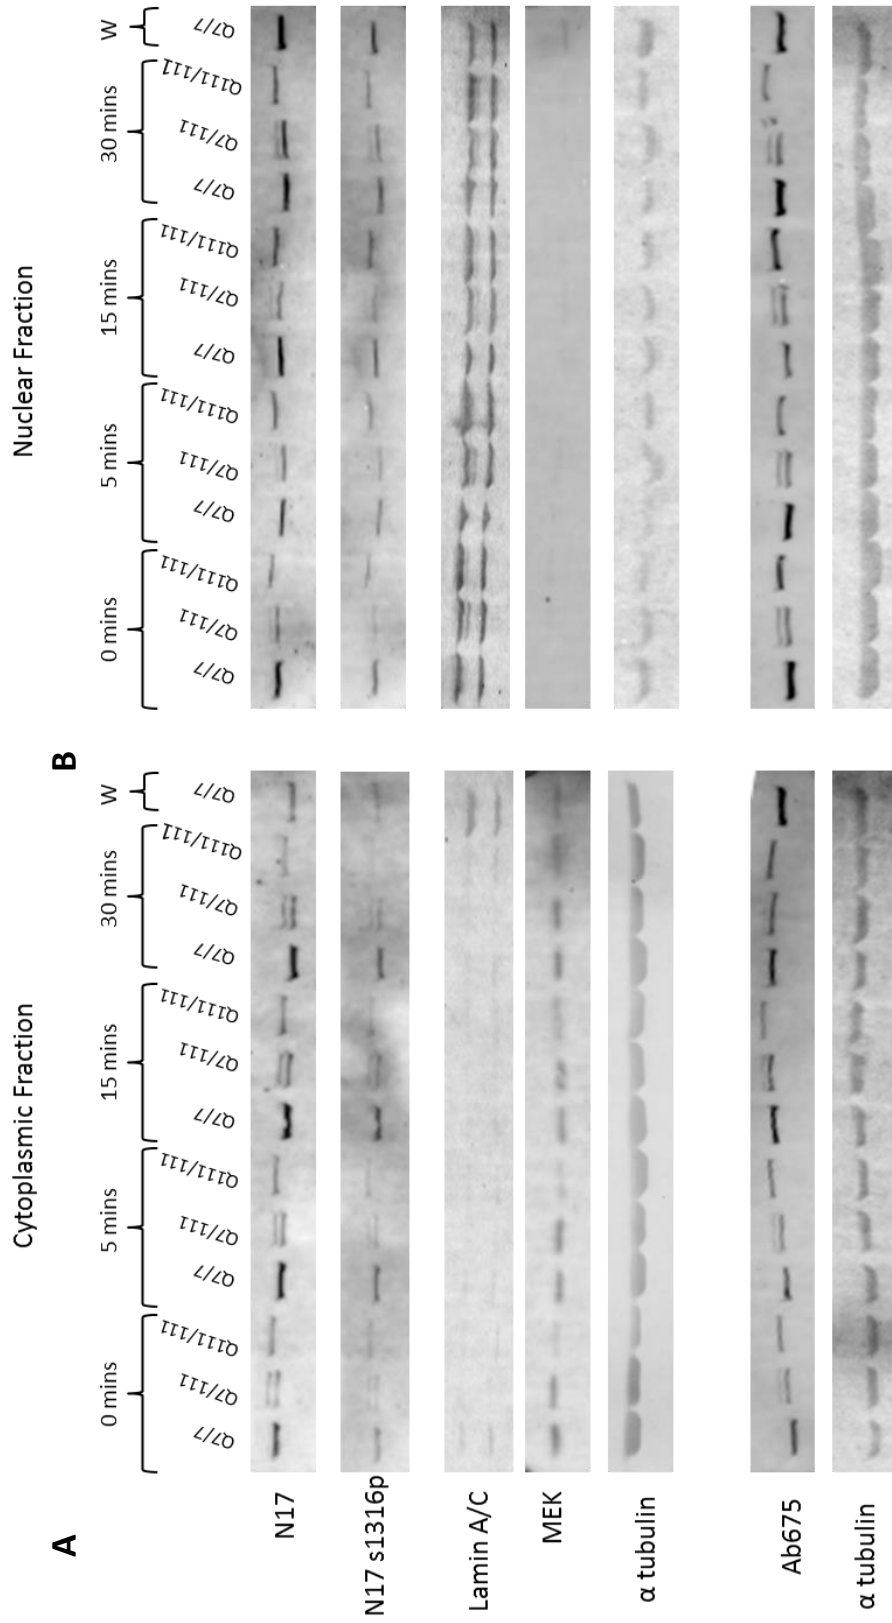 A
Cytoplasmic Fraction
0 mins
5 mins
15 mins
30 mins
W
Q7/7
Q7/111
Q111/111
Q7/7
Q7/111
Q111/111
Q7/7
Q7/111
Q111/111
Q7/7
Q7/111
Q111/111
Q7/7
N17
N17 s1316p
Lamin A/C
MEK
α tubulin
Ab675
α tubulin
B
Nuclear Fraction
0 mins
5 mins
15 mins
30 mins
W
Q7/7
Q7/111
Q111/111
Q7/7
Q7/111
Q111/111
Q7/7
Q7/111
Q111/111
Q7/7
Q7/111
Q111/111
Q7/7